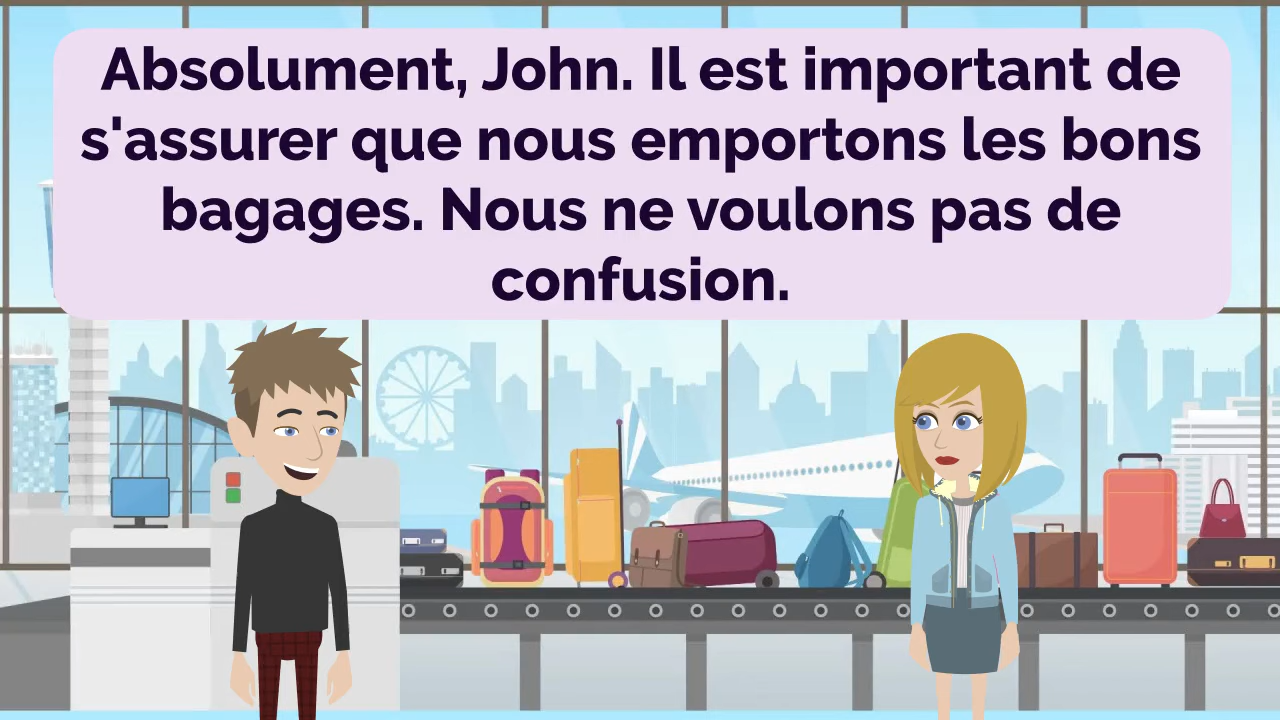 Absolument, John. Il est important de
s'assurer que nous emportons les bons
bagages. Nous ne voulons pas de
confusion.